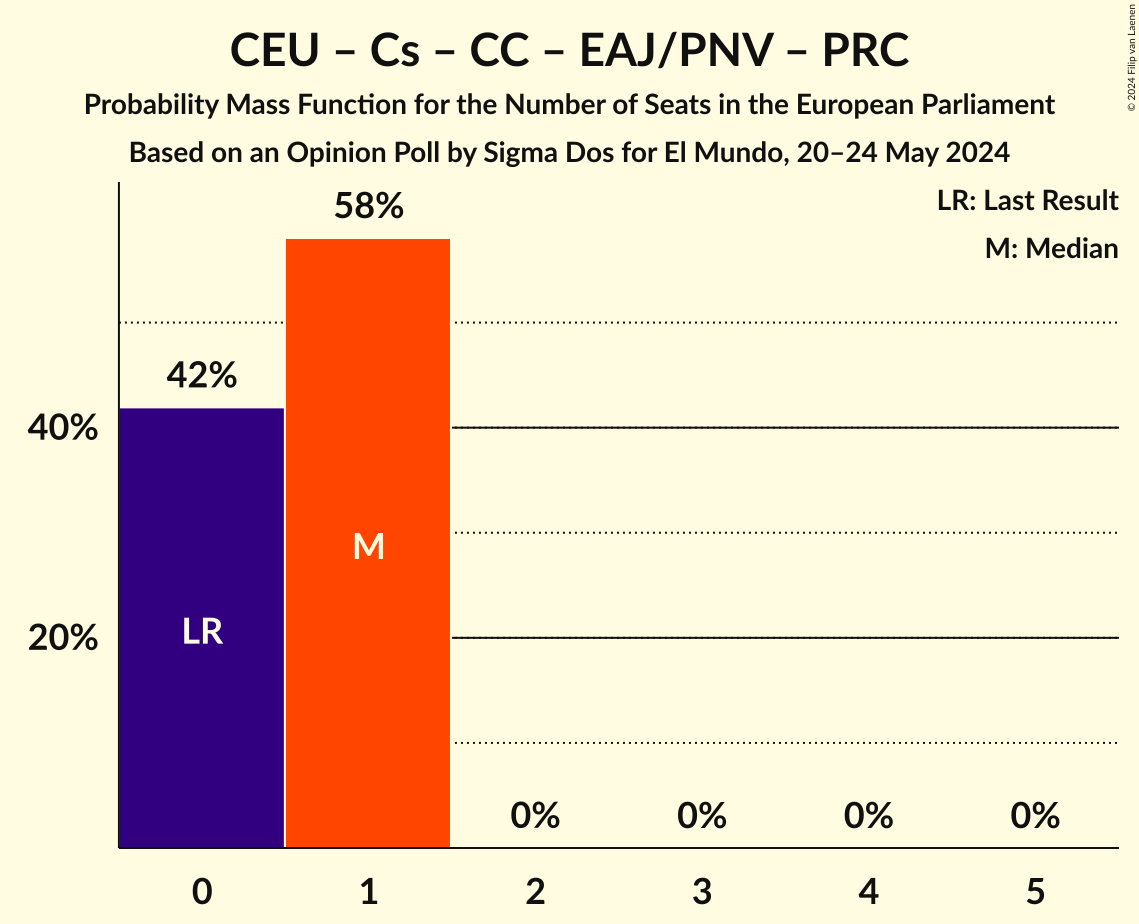 CEU – Cs – CC – EAJ/PNV – PRC
Probability Mass Function for the Number of Seats in the European Parliament
Based on an Opinion Poll by Sigma Dos for El Mundo, 20–24 May 2024
© 2024 Filip van Laenen
LR: Last Result
M: Median
58%
42%
40%
M
LR
20%
0% 0% 0% 0%
0 1 2 3 4 5